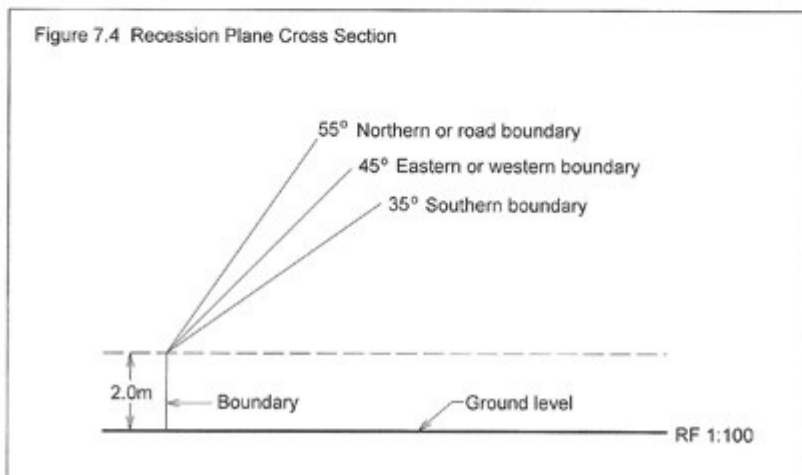 Figure 7.4 Recession Plane Cross Section
55° Northern or road boundary
45° Eastern or western boundary
35° Southern boundary
2.0m
Boundary
Ground level
RF 1:100